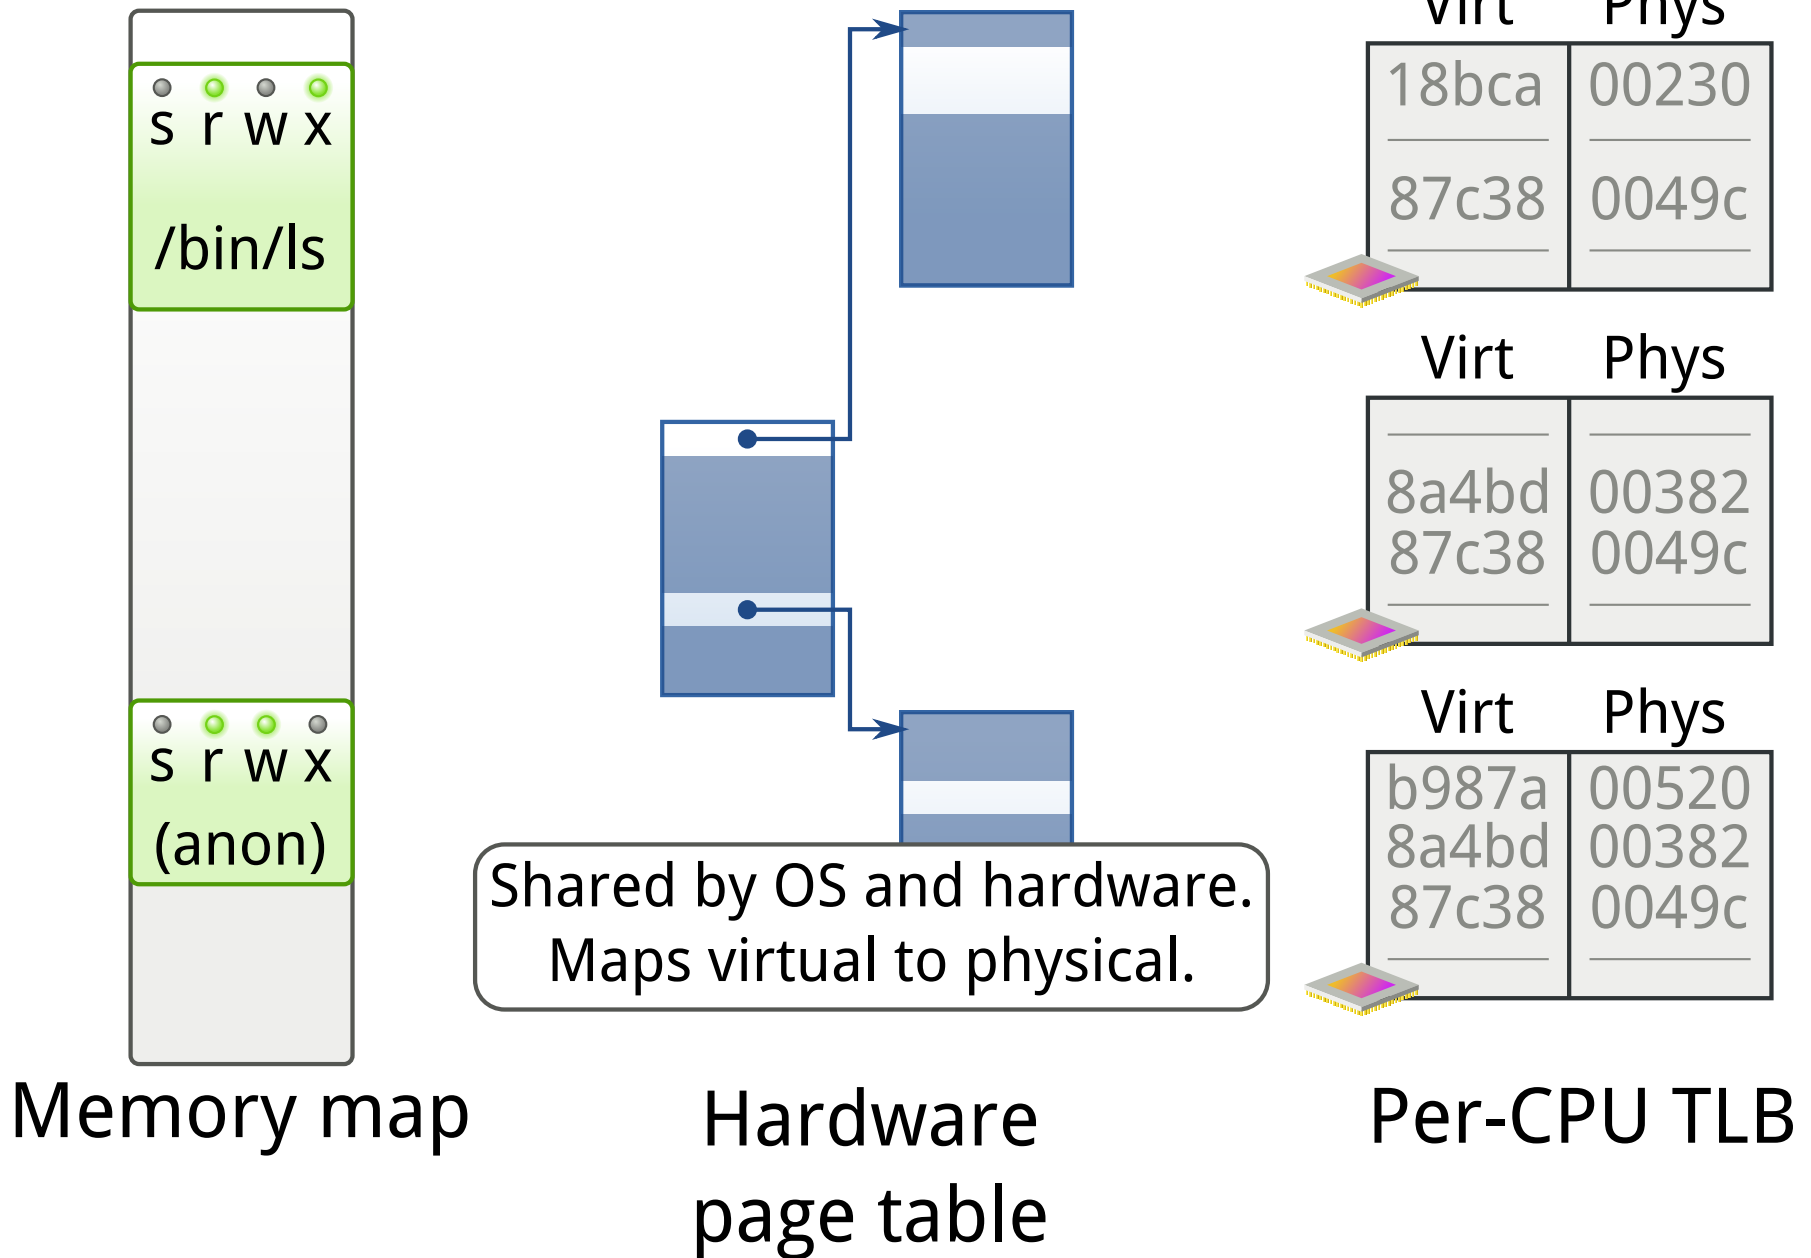 s r w x
/bin/ls
s r w x
(anon)
Memory map
Shared by OS and hardware.
Maps virtual to physical.
Hardware
page table
Virt Phys
18bca 00230
87c38 0049c
Virt Phys
8a4bd 00382
87c38 0049c
Virt Phys
b987a 00520
8a4bd 00382
87c38 0049c
Per-CPU TLB